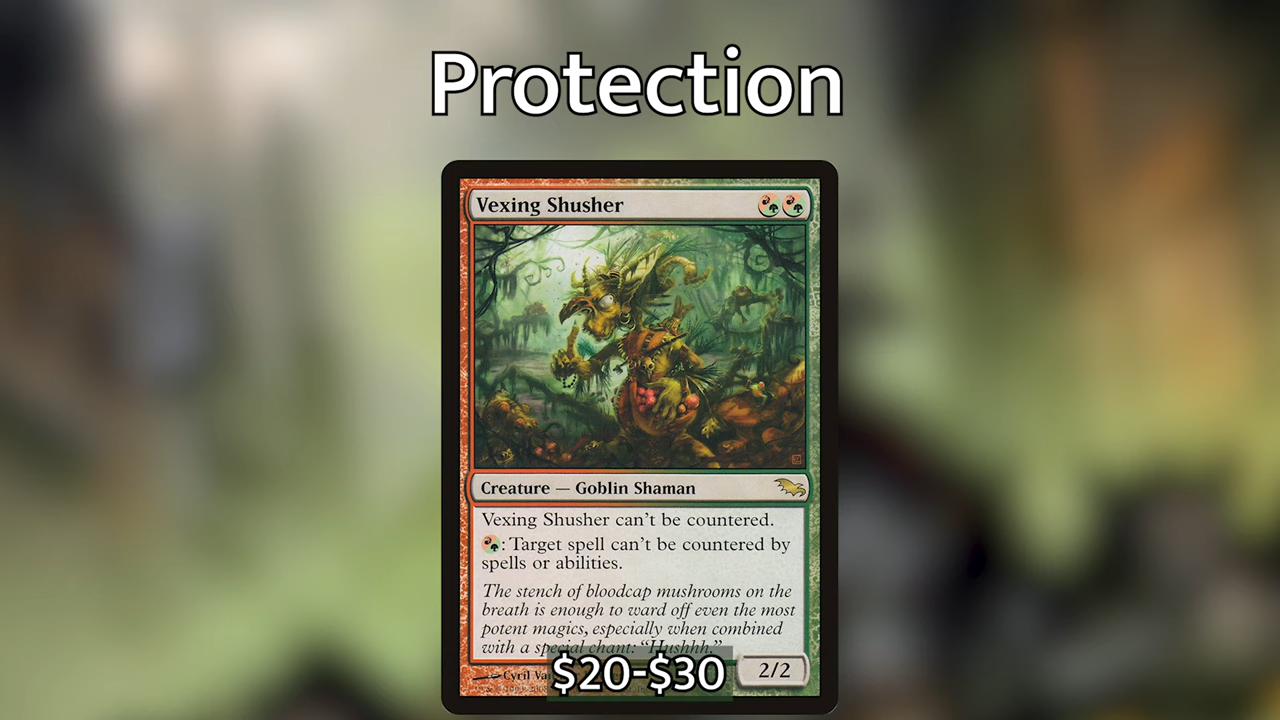 Protection
Vexing Shusher
Creature — Goblin Shaman
Vexing Shusher can't be countered.
: Target spell can't be countered by
spells or abilities.
The stench of bloodcap mushrooms on the
breath is enough to ward off even the most
potent magics, especially when combined
with a special chant: “Hushhh.”
Cyril Va
$20-$30
2/2